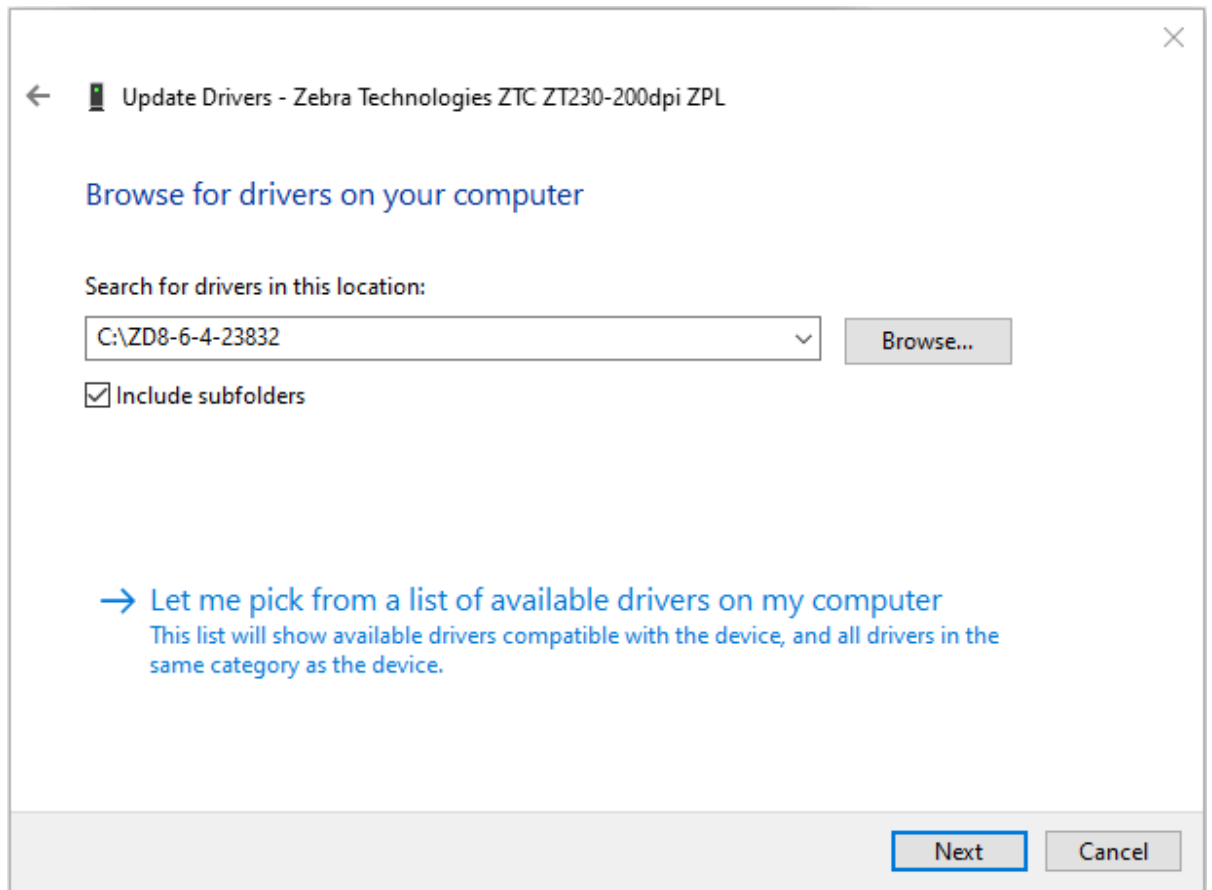 Update Drivers - Zebra Technologies ZTC ZT230-200dpi ZPL
Browse for drivers on your computer
Search for drivers in this location:
C:\ZD8-6-4-23832
Browse...
Include subfolders
Let me pick from a list of available drivers on my computer
This list will show available drivers compatible with the device, and all drivers in the
same category as the device.
Next
Cancel